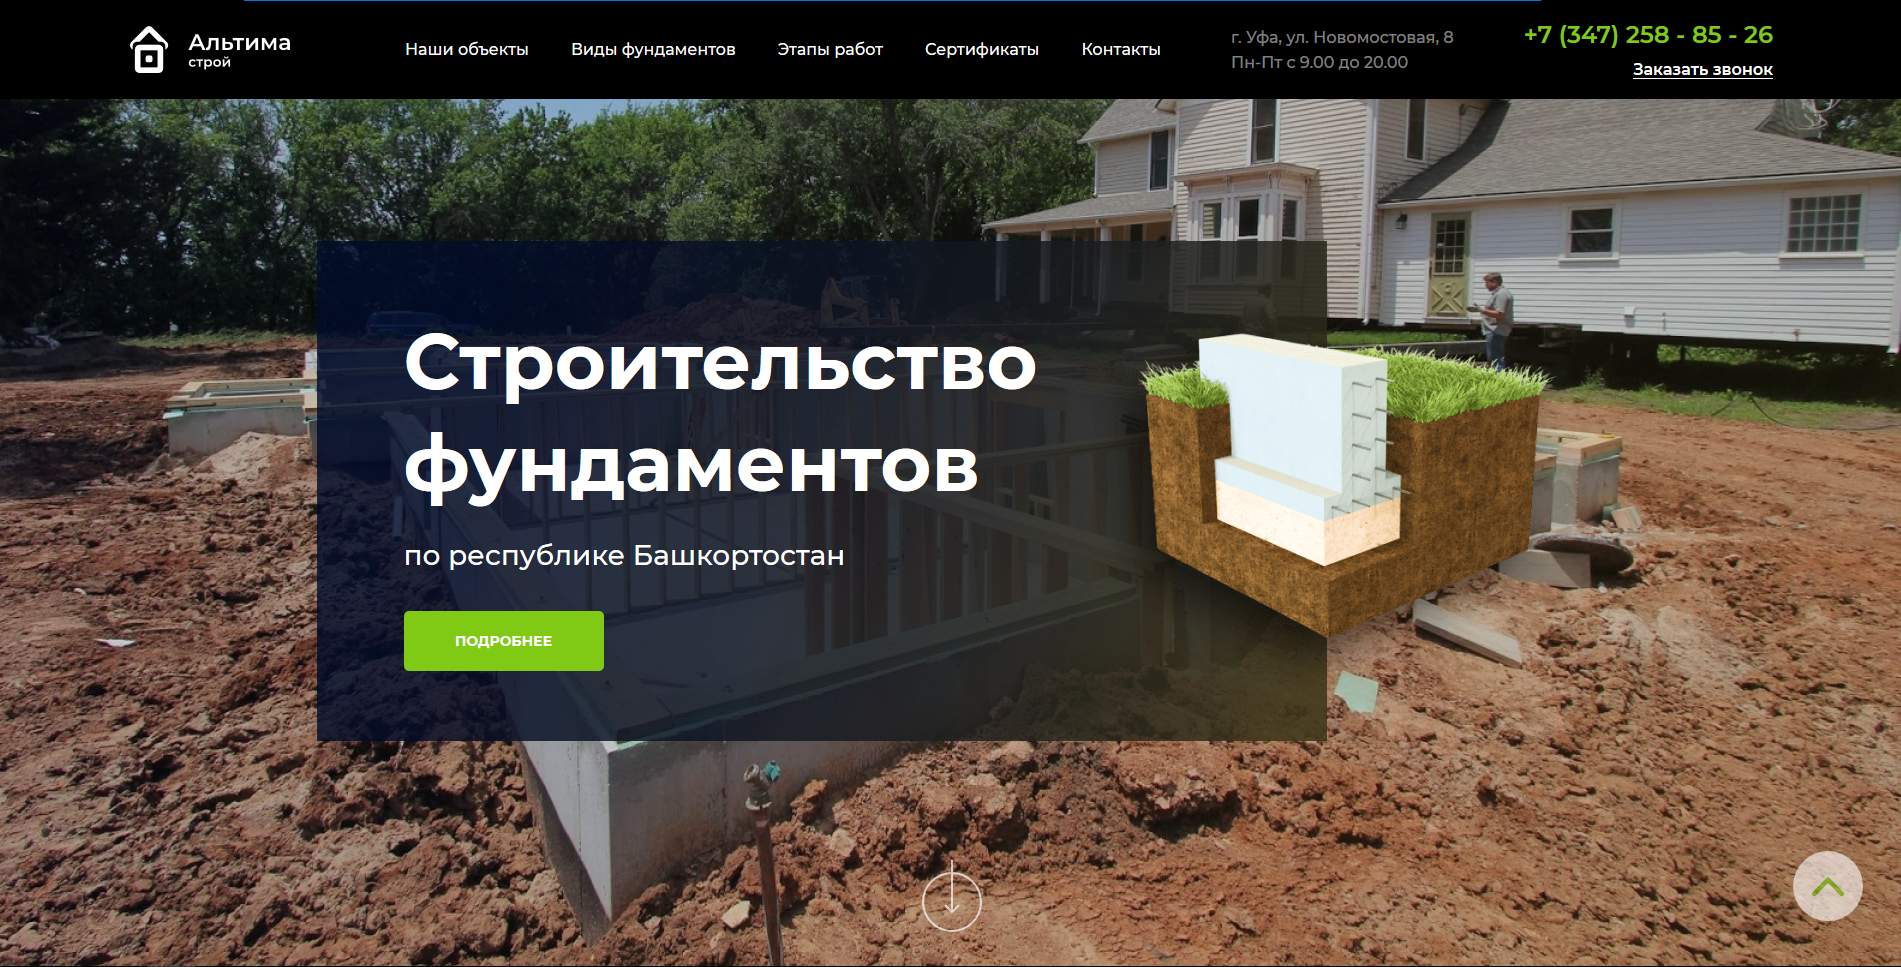 Альтима
строй
Наши объекты
Виды фундаментов
Этапы работ
Сертификаты
Контакты
г. Уфа, ул. Новомостовая, 8
Пн-Пт с 9.00 до 20.00
+7 (347) 258 - 85 - 26
Заказать звонок
Строительство
фундаментов
по республике Башкортостан
ПОДРОБНЕЕ